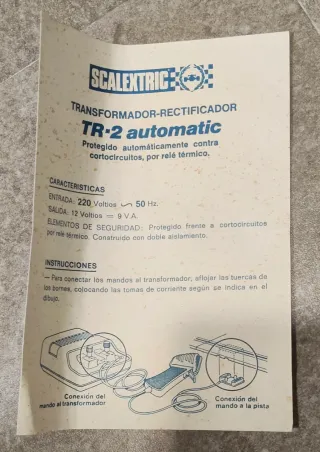 SCALEXTRIC
TRANSFORMADOR-RECTIFICADOR
TR-2 automatic
Protegido automáticamente contra
cortocircuitos, por relé térmico.
CARACTERISTICAS
ENTRADA: 220 Voltios ∿ 50 Hz.
SALIDA: 12 Voltios = 9 V.A.
ELEMENTOS DE SEGURIDAD: Protegido frente a cortocircuitos
por relé térmico. Construido con doble aislamiento.
INSTRUCCIONES
— Para conectar los mandos al transformador, aflojar las tuercas de
los bornes, colocando las tomas de corriente según se indica en el
dibujo.
Conexión del
mando al transformador
Conexión del
mando a la pista